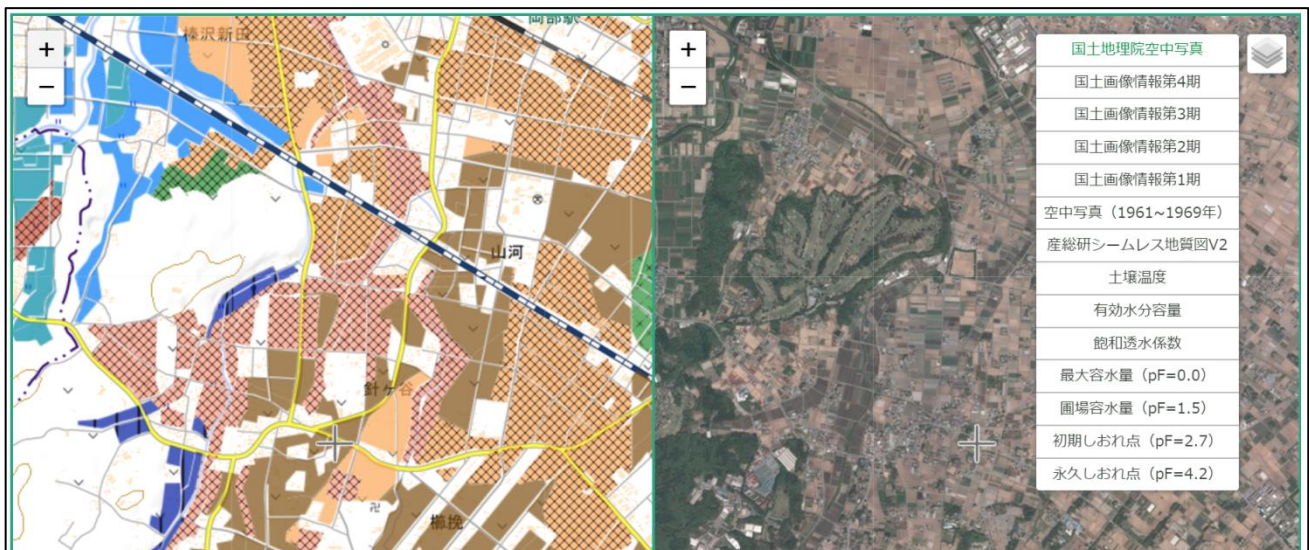 岡部駅
榛沢新田
+
−
山河
針ヶ谷
櫛挽
+
−
国土地理院空中写真
国土画像情報第4期
国土画像情報第3期
国土画像情報第2期
国土画像情報第1期
空中写真（1961~1969年）
産総研シームレス地質図V2
土壌温度
有効水分容量
飽和透水係数
最大容水量（pF=0.0）
圃場容水量（pF=1.5）
初期しおれ点（pF=2.7）
永久しおれ点（pF=4.2）